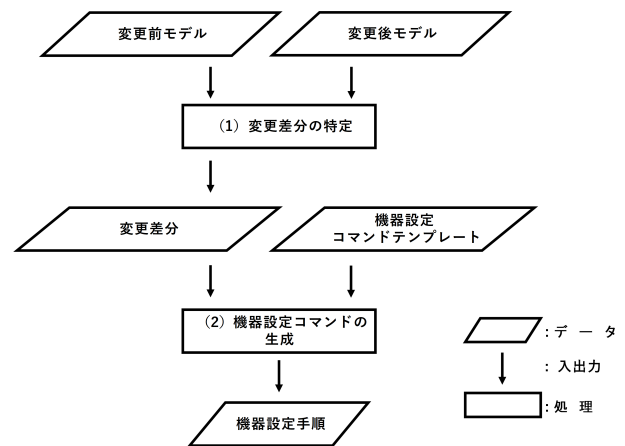 変更前モデル
変更後モデル
（1）変更差分の特定
変更差分
機器設定
コマンドテンプレート
（2）機器設定コマンドの
生成
機器設定手順
：デ ー タ
：入出力
：処 理